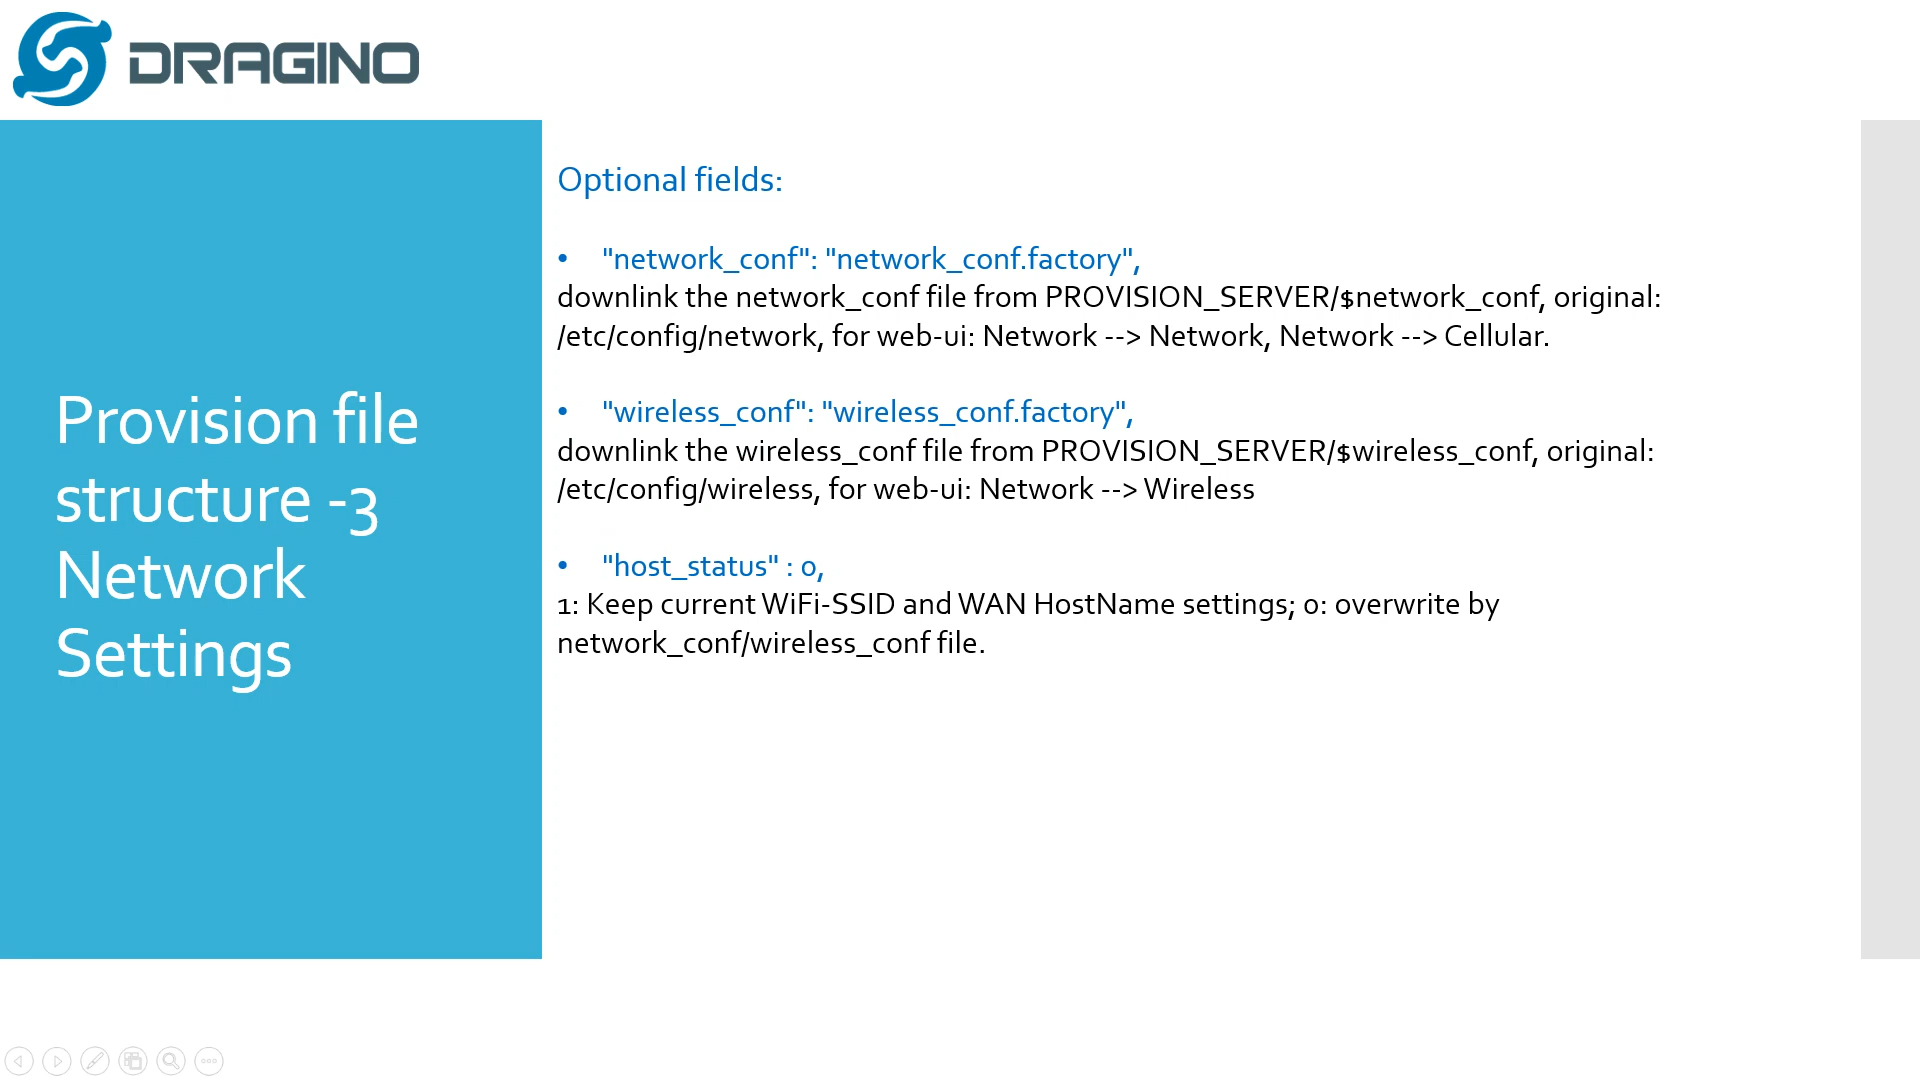 DRAGINO
Provision file
structure -3
Network
Settings
Optional fields:
• "network_conf": "network_conf.factory",
downlink the network_conf file from PROVISION_SERVER/$network_conf, original:
/etc/config/network, for web-ui: Network --> Network, Network --> Cellular.
• "wireless_conf": "wireless_conf.factory",
downlink the wireless_conf file from PROVISION_SERVER/$wireless_conf, original:
/etc/config/wireless, for web-ui: Network --> Wireless
• "host_status" : 0,
1: Keep current WiFi-SSID and WAN HostName settings; 0: overwrite by
network_conf/wireless_conf file.